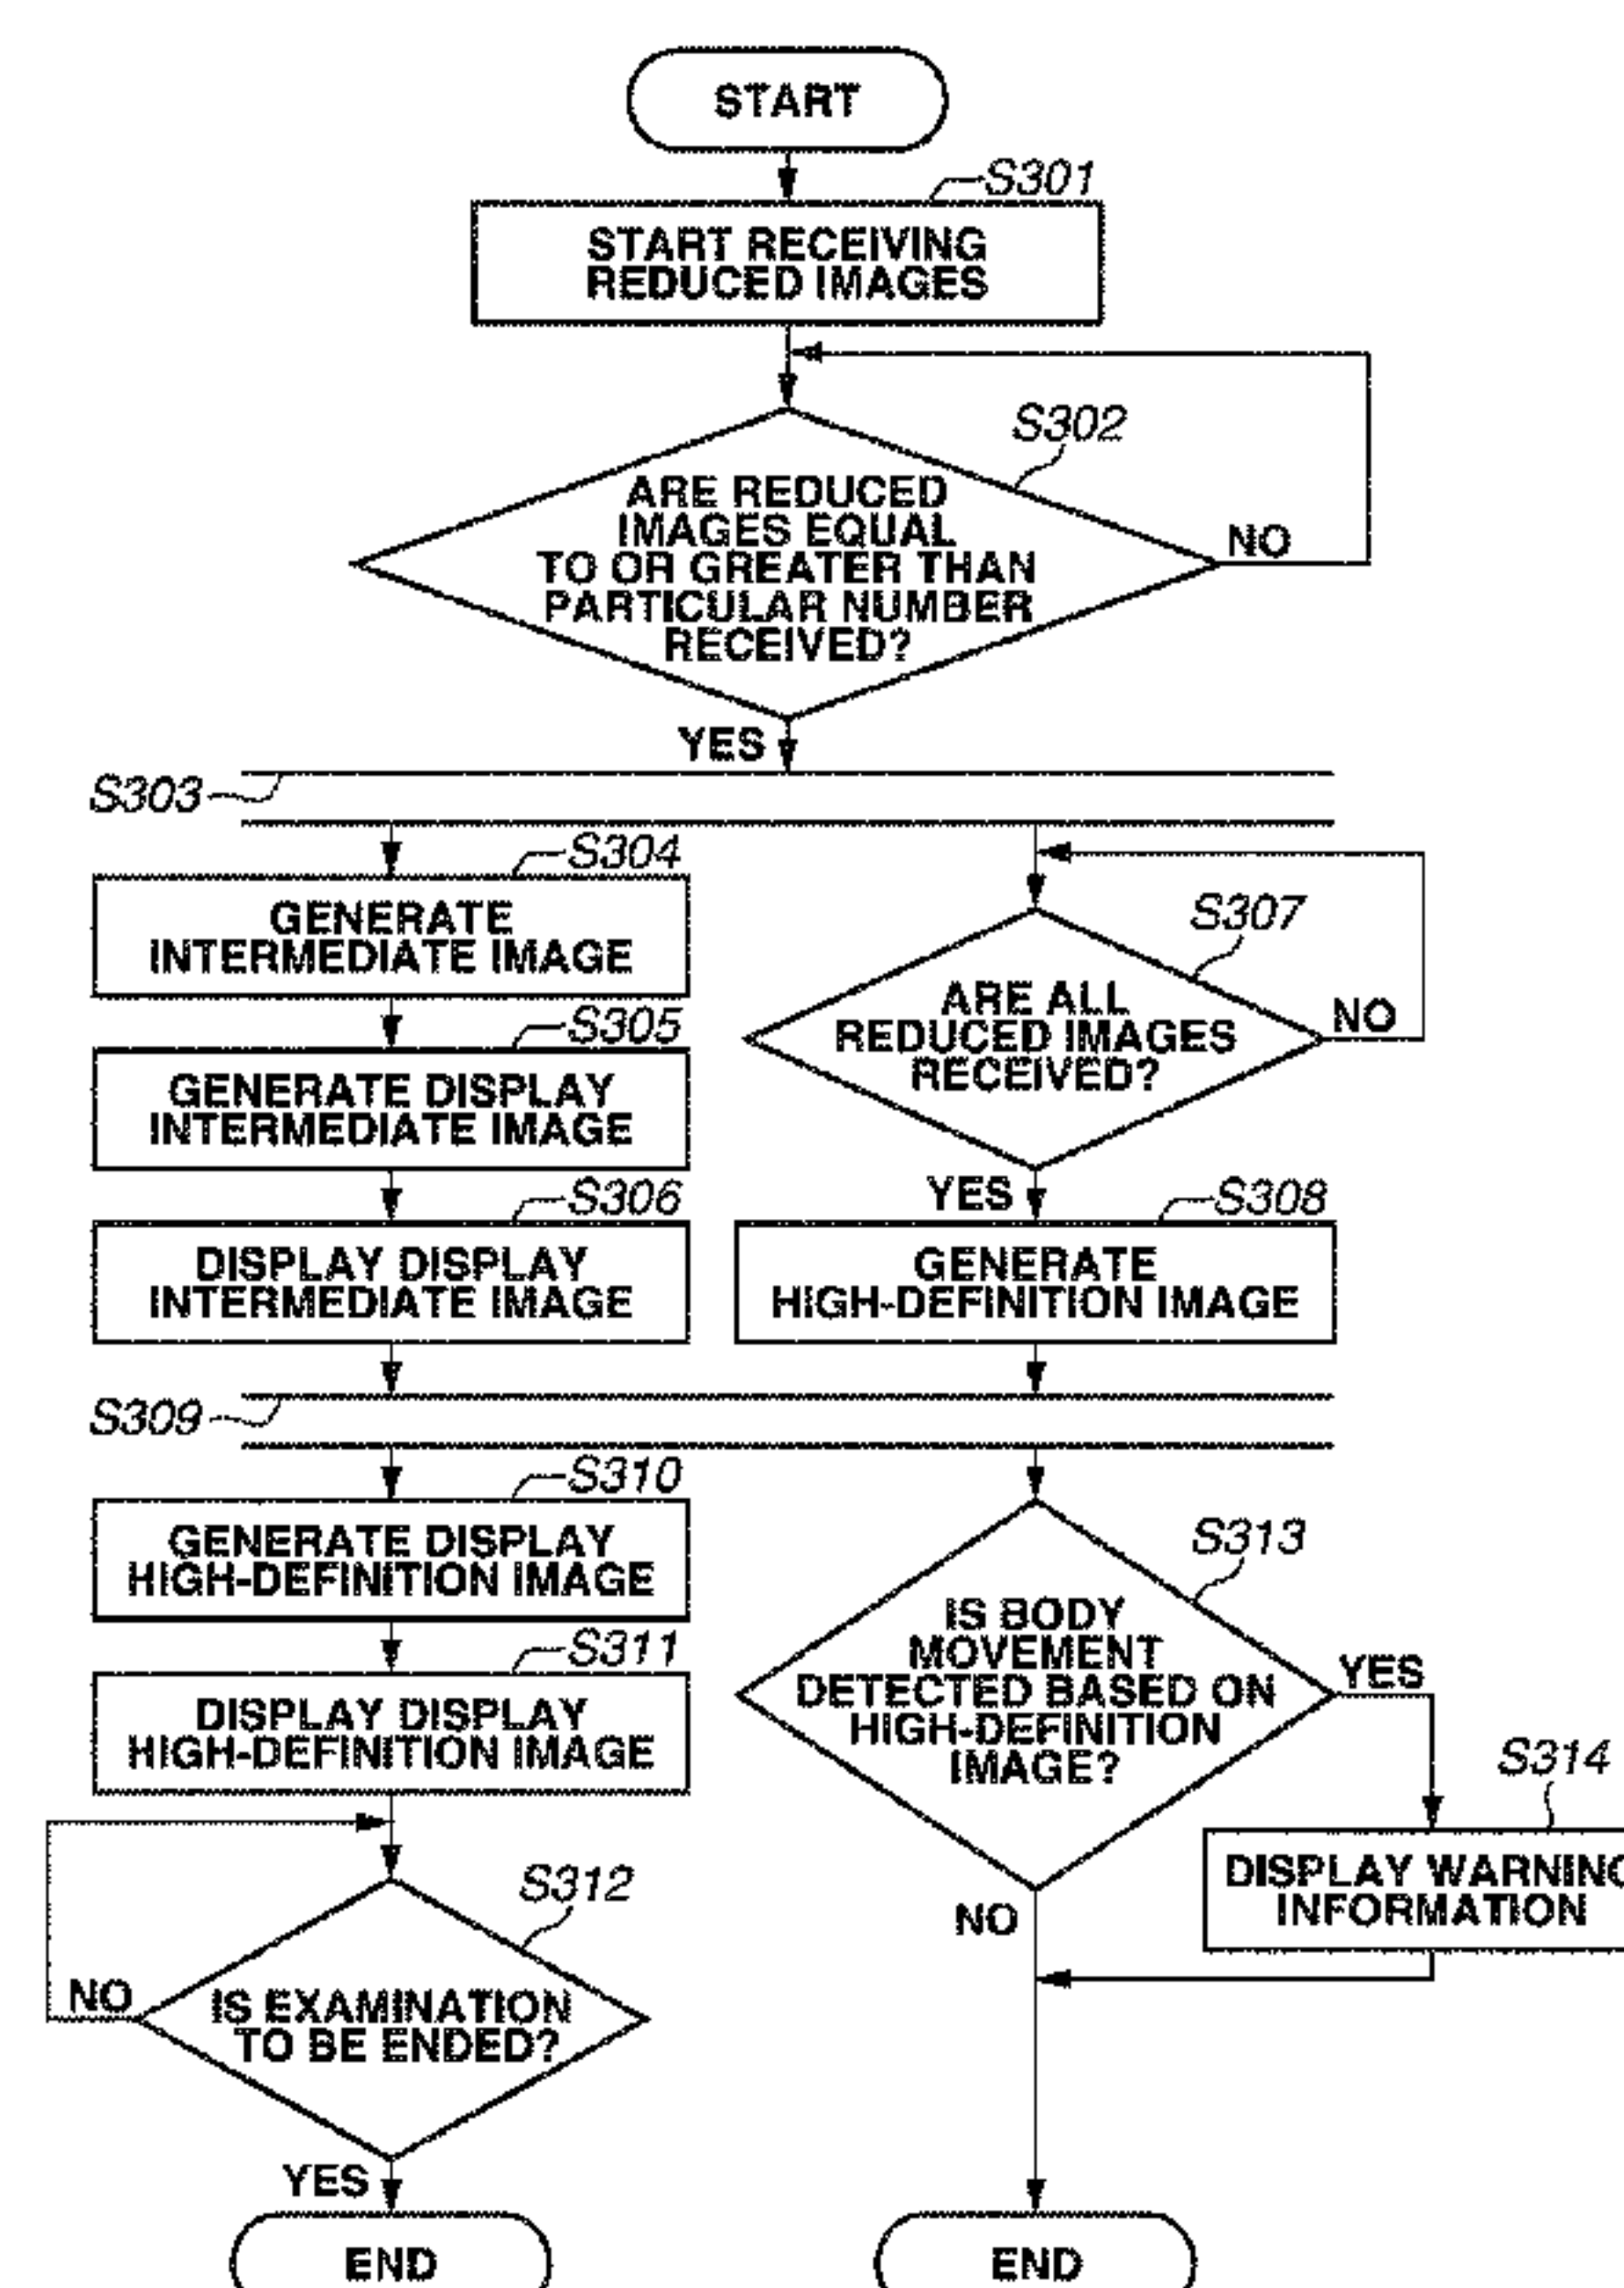 START
S301
START RECEIVING
REDUCED IMAGES
S302
ARE REDUCED
IMAGES EQUAL
TO OR GREATER THAN
PARTICULAR NUMBER
RECEIVED?
NO
YES
S303
S304
GENERATE
INTERMEDIATE IMAGE
S305
GENERATE DISPLAY
INTERMEDIATE IMAGE
S306
DISPLAY DISPLAY
INTERMEDIATE IMAGE
S307
ARE ALL
REDUCED IMAGES
RECEIVED?
NO
YES
S308
GENERATE
HIGH-DEFINITION IMAGE
S309
S310
GENERATE DISPLAY
HIGH-DEFINITION IMAGE
S311
DISPLAY DISPLAY
HIGH-DEFINITION IMAGE
S312
IS EXAMINATION
TO BE ENDED?
NO
YES
END
S313
IS BODY
MOVEMENT
DETECTED BASED ON
HIGH-DEFINITION
IMAGE?
YES
NO
S314
DISPLAY WARNING
INFORMATION
END